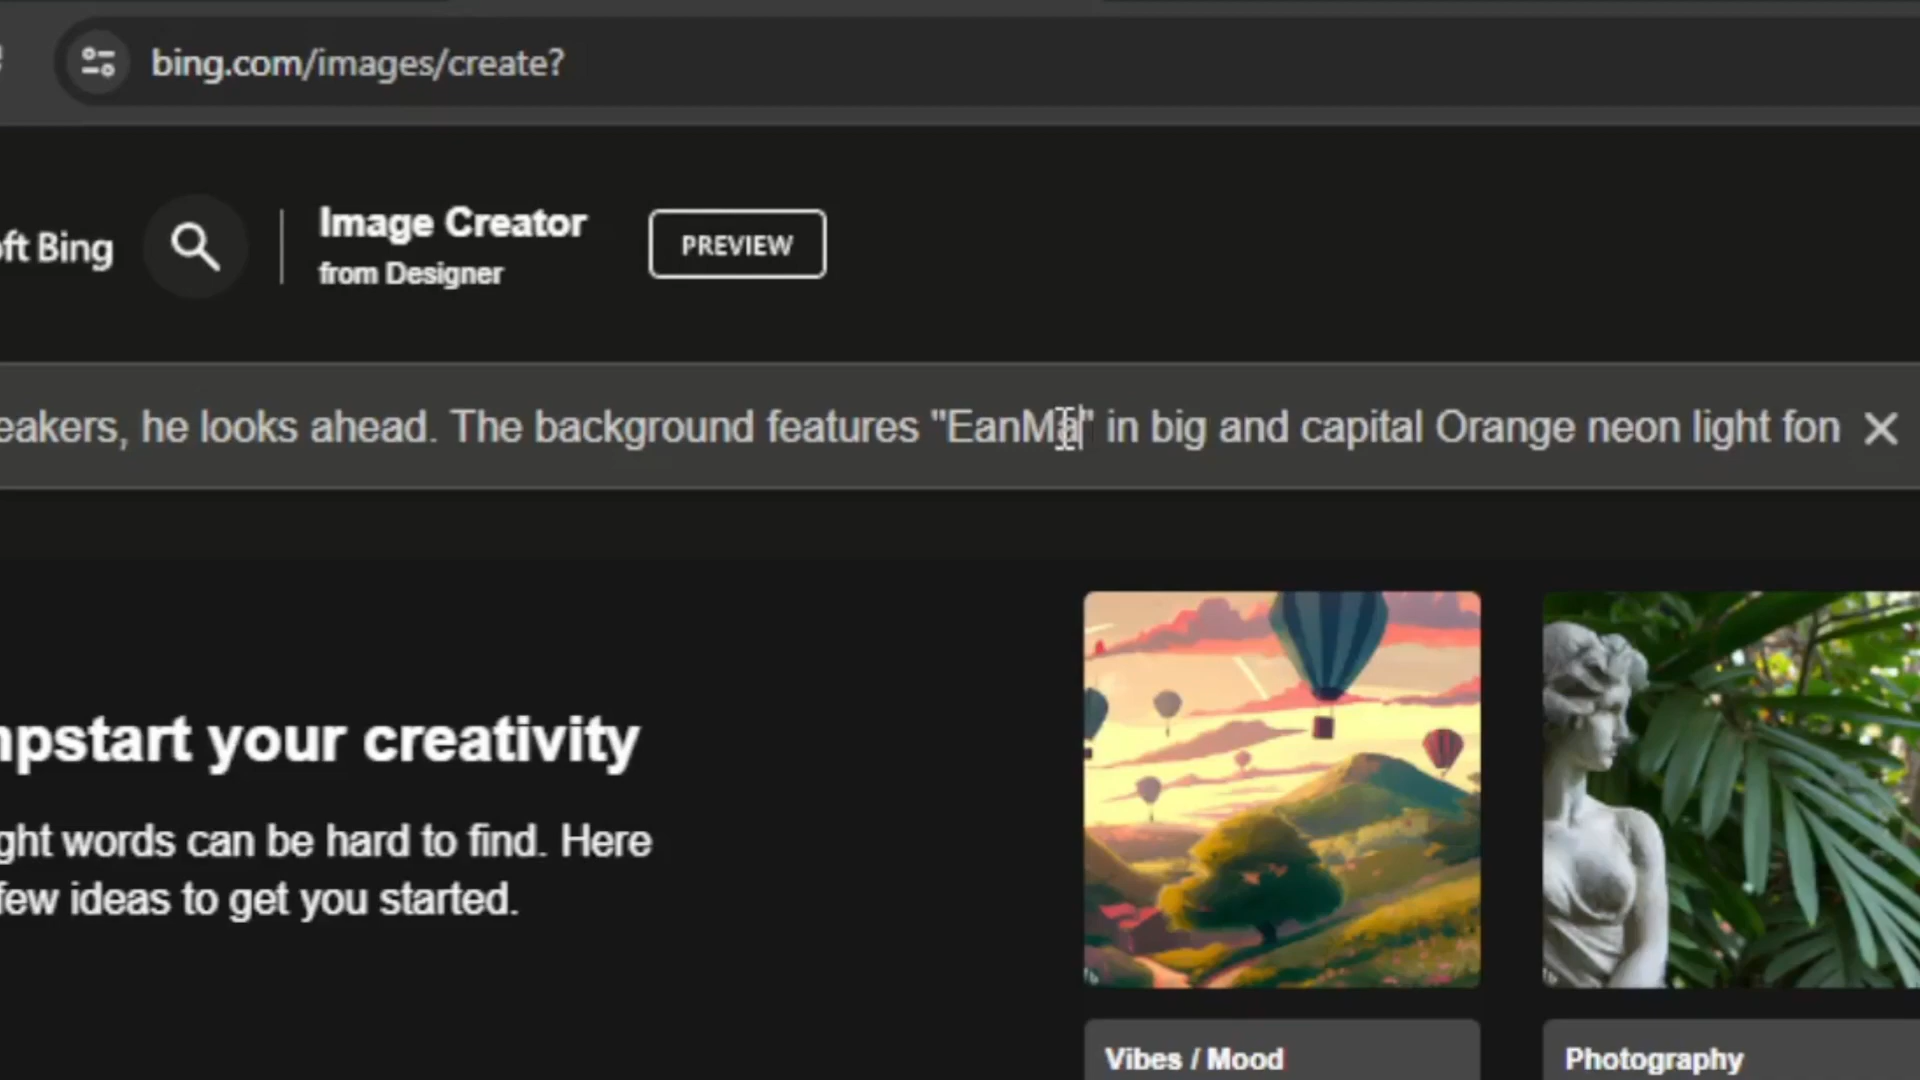 bing.com/images/create?
ft Bing
Image Creator
PREVIEW
from Designer
eakers, he looks ahead. The background features "EanMa" in big and capital Orange neon light fon
mpstart your creativity
ght words can be hard to find. Here
few ideas to get you started.
Vibes / Mood
Photography